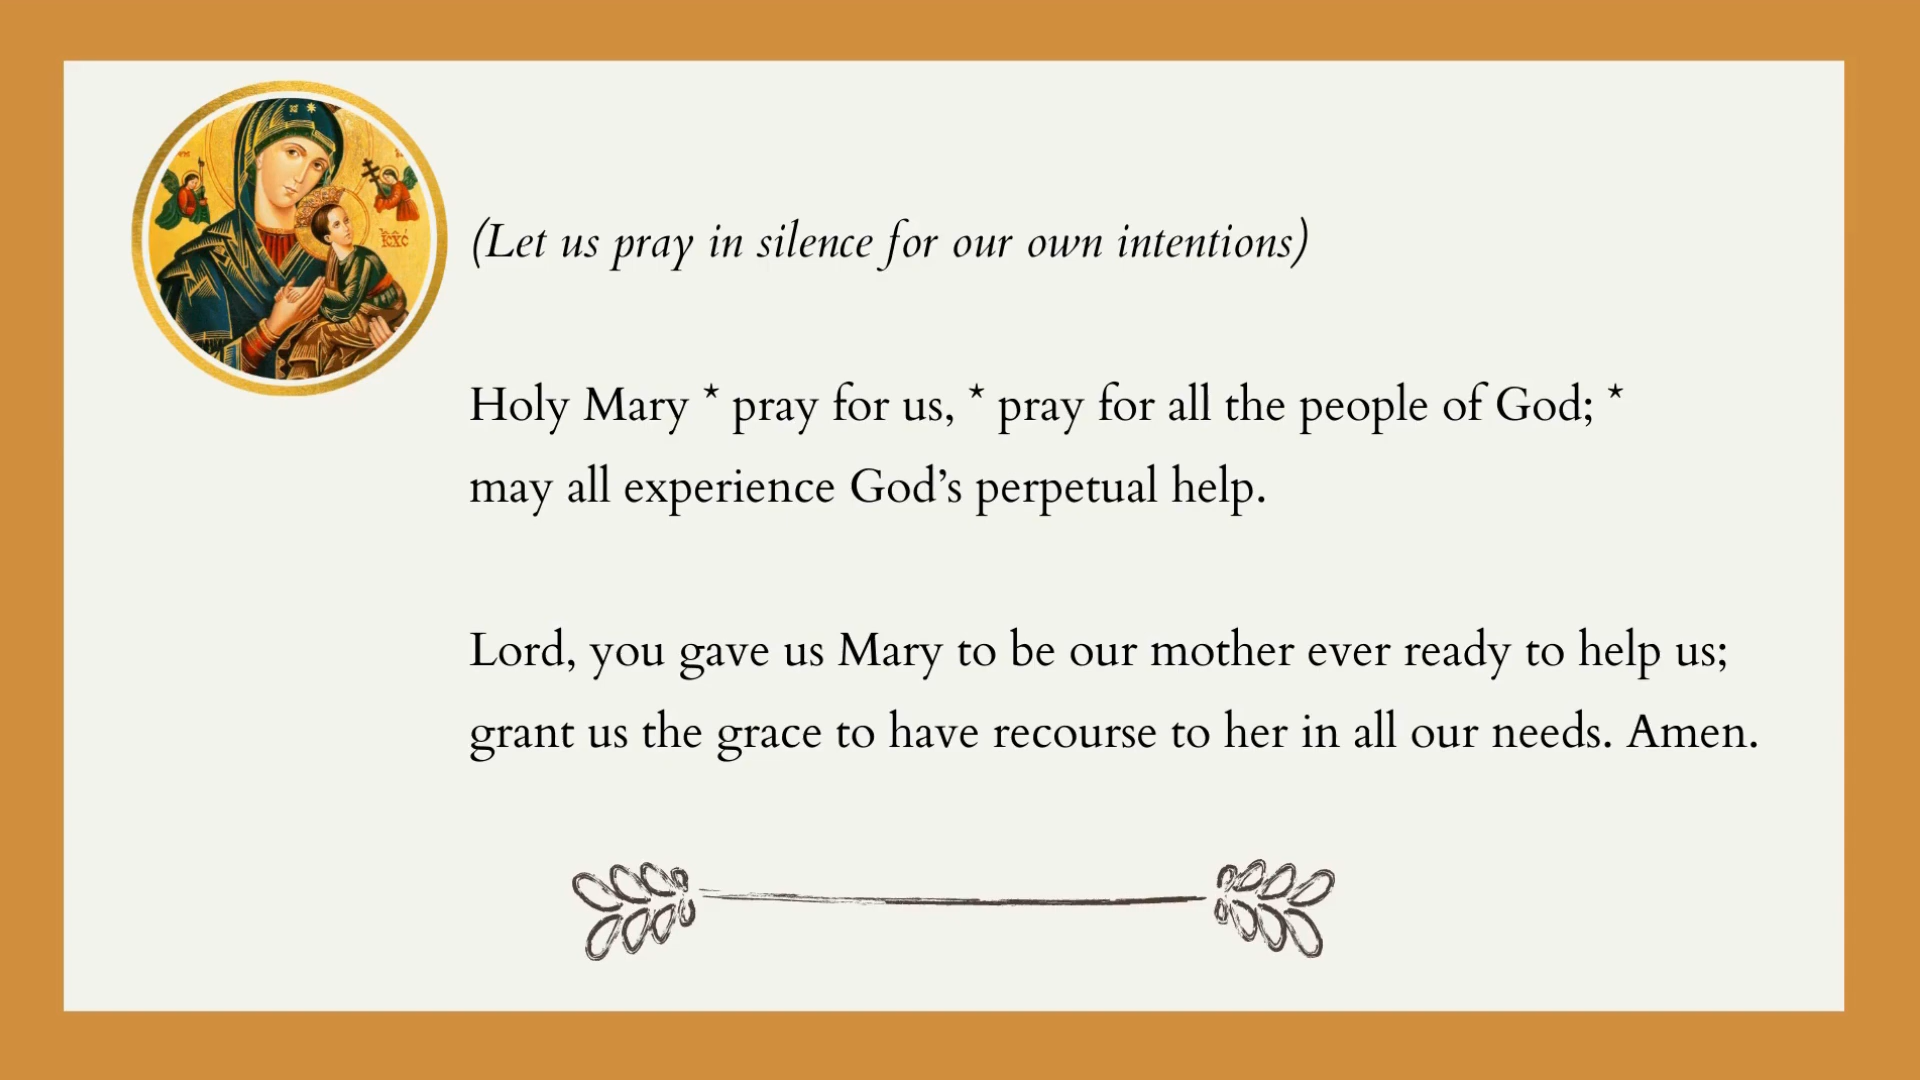 (Let us pray in silence for our own intentions)
Holy Mary * pray for us, * pray for all the people of God; *
may all experience God’s perpetual help.
Lord, you gave us Mary to be our mother ever ready to help us;
grant us the grace to have recourse to her in all our needs. Amen.